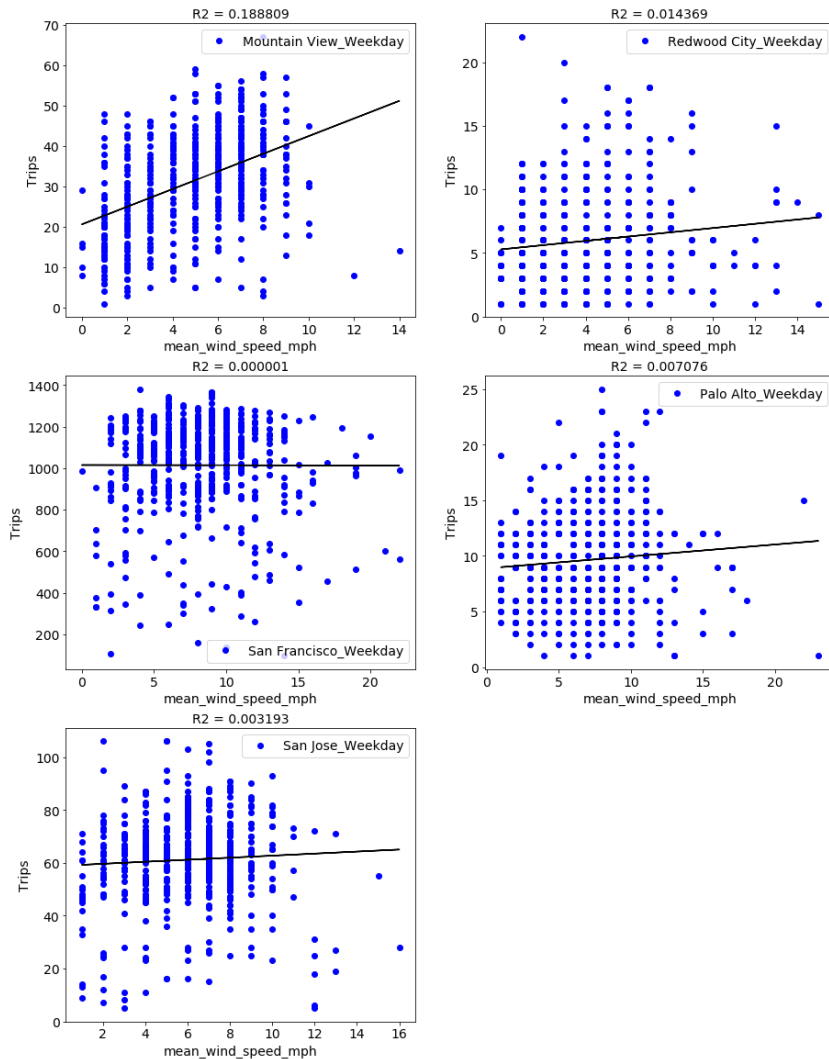 R2 = 0.188809
Mountain View_Weekday
70
60
50
40
30
20
10
0
Trips
0 2 4 6 8 10 12 14
mean_wind_speed_mph
R2 = 0.014369
Redwood City_Weekday
20
15
10
5
0
Trips
0 2 4 6 8 10 12 14
mean_wind_speed_mph
R2 = 0.000001
1400
1200
1000
800
600
400
200
Trips
San Francisco_Weekday
0 5 10 15 20
mean_wind_speed_mph
R2 = 0.007076
Palo Alto_Weekday
25
20
15
10
5
0
Trips
0 5 10 15 20
mean_wind_speed_mph
R2 = 0.003193
San Jose_Weekday
100
80
60
40
20
0
Trips
2 4 6 8 10 12 14 16
mean_wind_speed_mph